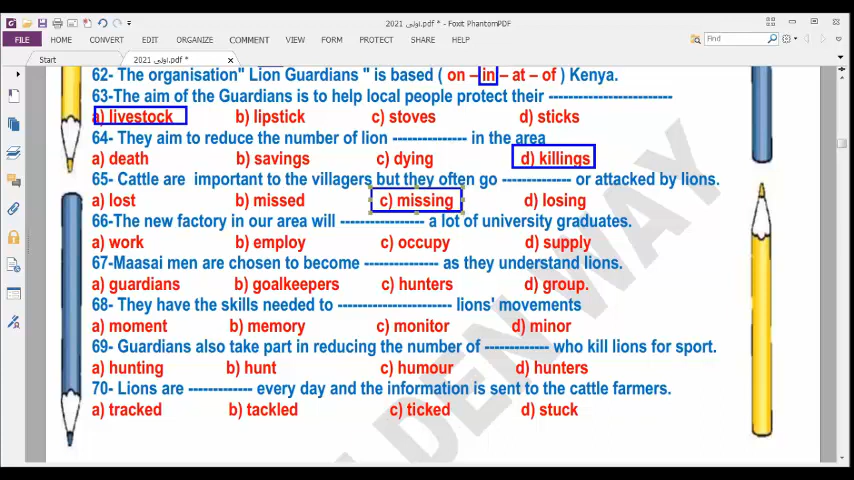 2021 اولى.pdf * - Foxit PhantomPDF
FILE HOME CONVERT EDIT ORGANIZE COMMENT VIEW FORM PROTECT SHARE HELP Find
Start 2021 اولى.pdf *
62- The organisation" Lion Guardians " is based ( on – in – at – of ) Kenya.
63-The aim of the Guardians is to help local people protect their -------------------------
a) livestock b) lipstick c) stoves d) sticks
64- They aim to reduce the number of lion --------------- in the area
a) death b) savings c) dying d) killings
65- Cattle are important to the villagers but they often go -------------- or attacked by lions.
a) lost b) missed c) missing d) losing
66-The new factory in our area will ----------------- a lot of university graduates.
a) work b) employ c) occupy d) supply
67-Maasai men are chosen to become --------------- as they understand lions.
a) guardians b) goalkeepers c) hunters d) group.
68- They have the skills needed to ----------------------- lions' movements
a) moment b) memory c) monitor d) minor
69- Guardians also take part in reducing the number of ------------- who kill lions for sport.
a) hunting b) hunt c) humour d) hunters
70- Lions are ------------- every day and the information is sent to the cattle farmers.
a) tracked b) tackled c) ticked d) stuck
LDEN WAY